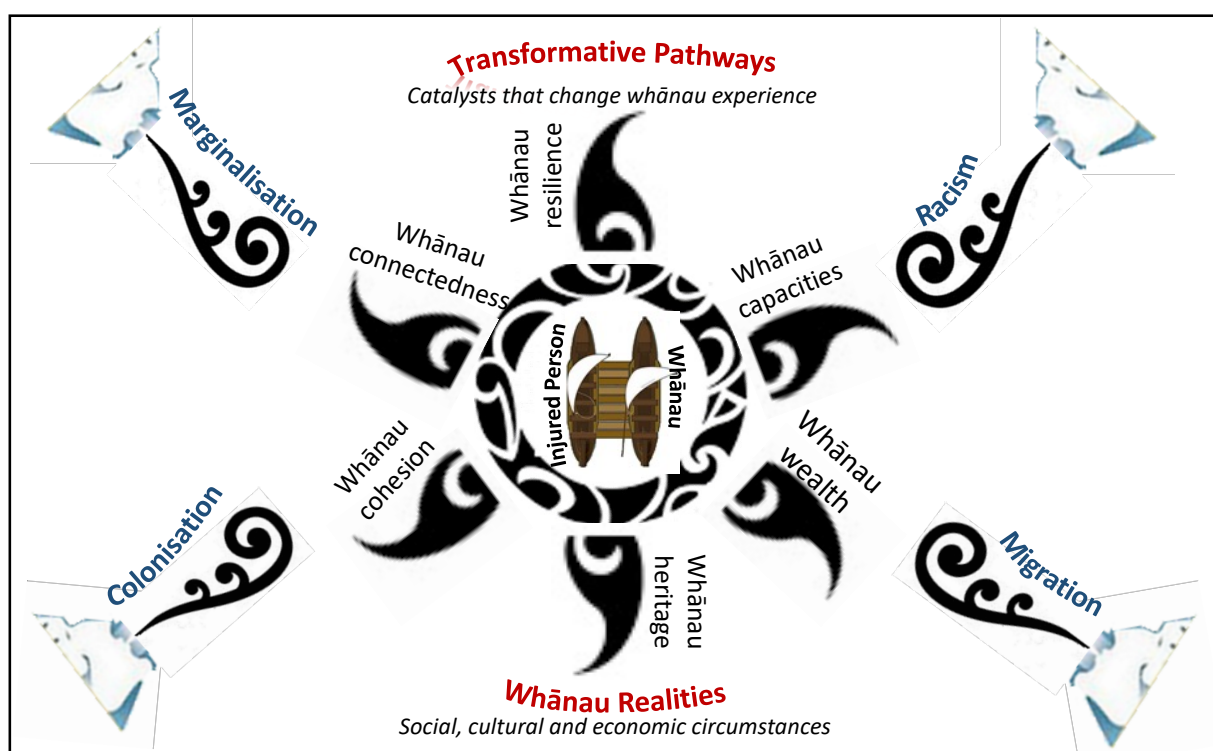 Transformative Pathways
Catalysts that change whānau experience
Marginalisation
Racism
Whānau
resilience
Whānau
connectedness
Whānau
capacities
Injured Person
Whānau
Whānau
cohesion
Whānau
wealth
Colonisation
Migration
Whānau
heritage
Whānau Realities
Social, cultural and economic circumstances